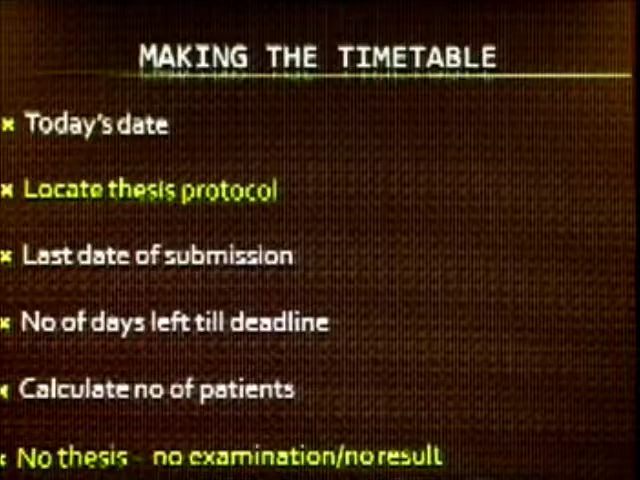 MAKING THE TIMETABLE
Today's date
Locate thesis protocol
Last date of submission
No of days left till deadline
Calculate no of patients
No thesis – no examination/no result